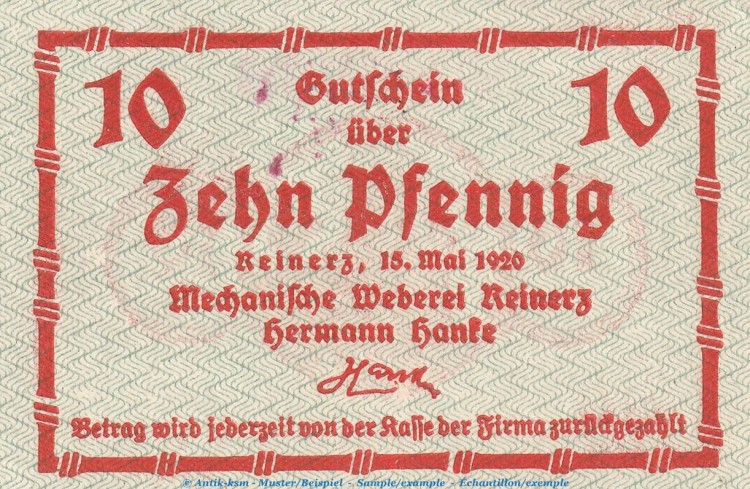 10 Gutschein 10
über
Zehn Pfennig
Reinerz, 15. Mai 1920
Mechanische Weberei Reinerz
Hermann Hanke
Hanke
Betrag wird jederzeit von der Kasse der Firma zurückgezahlt
© Antik-ksm - Muster/Beispiel - Sample/example - Échantillon/exemple